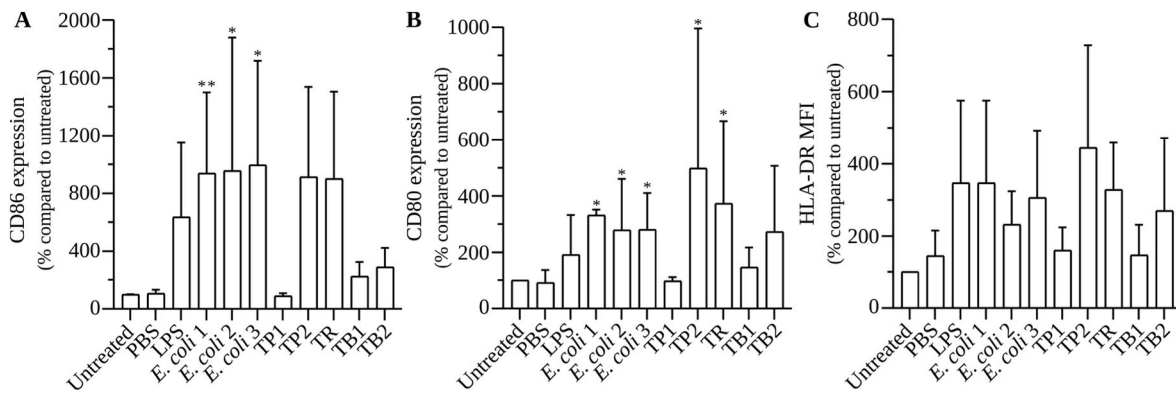 A
CD86 expression
(% compared to untreated)
2000
1600
1200
800
400
0
**
*
*
Untreated
PBS
LPS
E. coli 1
E. coli 2
E. coli 3
TP1
TP2
TR
TB1
TB2
B
CD80 expression
(% compared to untreated)
1000
800
600
400
200
0
*
*
*
*
*
Untreated
PBS
LPS
E. coli 1
E. coli 2
E. coli 3
TP1
TP2
TR
TB1
TB2
C
HLA-DR MFI
(% compared to untreated)
800
600
400
200
0
Untreated
PBS
LPS
E. coli 1
E. coli 2
E. coli 3
TP1
TP2
TR
TB1
TB2